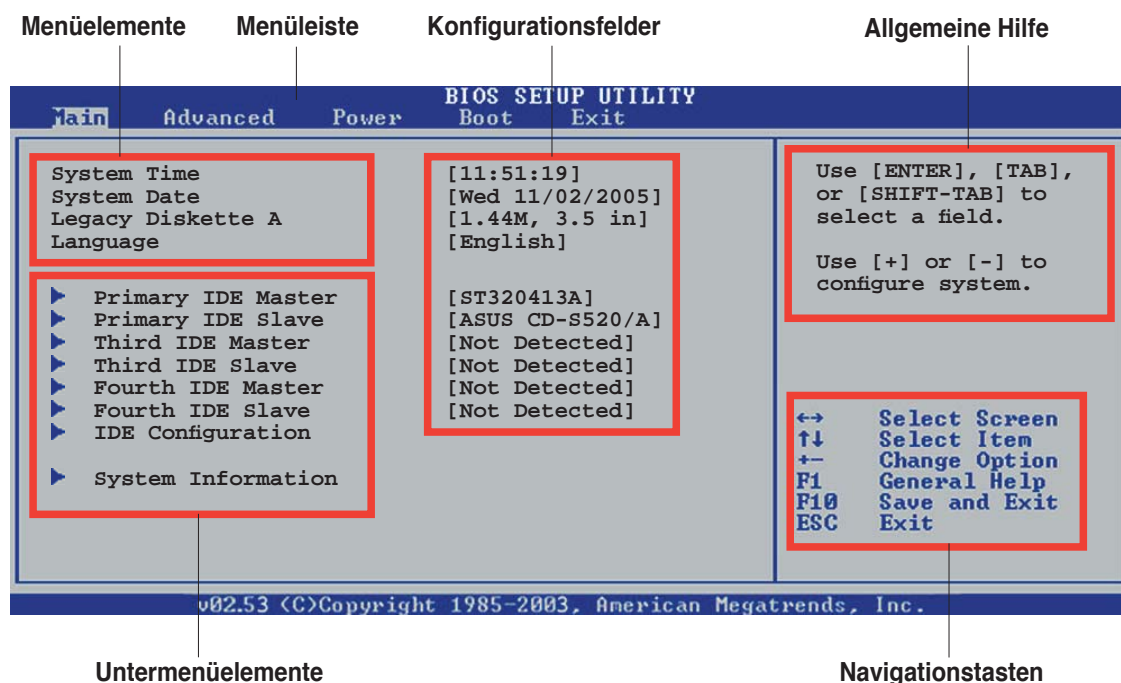 Menüelemente Menüleiste Konfigurationsfelder Allgemeine Hilfe
BIOS SETUP UTILITY
Main Advanced Power Boot Exit
System Time [11:51:19]
System Date [Wed 11/02/2005]
Legacy Diskette A [1.44M, 3.5 in]
Language [English]
Primary IDE Master [ST320413A]
Primary IDE Slave [ASUS CD-S520/A]
Third IDE Master [Not Detected]
Third IDE Slave [Not Detected]
Fourth IDE Master [Not Detected]
Fourth IDE Slave [Not Detected]
IDE Configuration
System Information
Use [ENTER], [TAB],
or [SHIFT-TAB] to
select a field.
Use [+] or [-] to
configure system.
←→ Select Screen
↑↓ Select Item
+- Change Option
F1 General Help
F10 Save and Exit
ESC Exit
v02.53 (C)Copyright 1985-2003, American Megatrends, Inc.
Untermenüelemente Navigationstasten